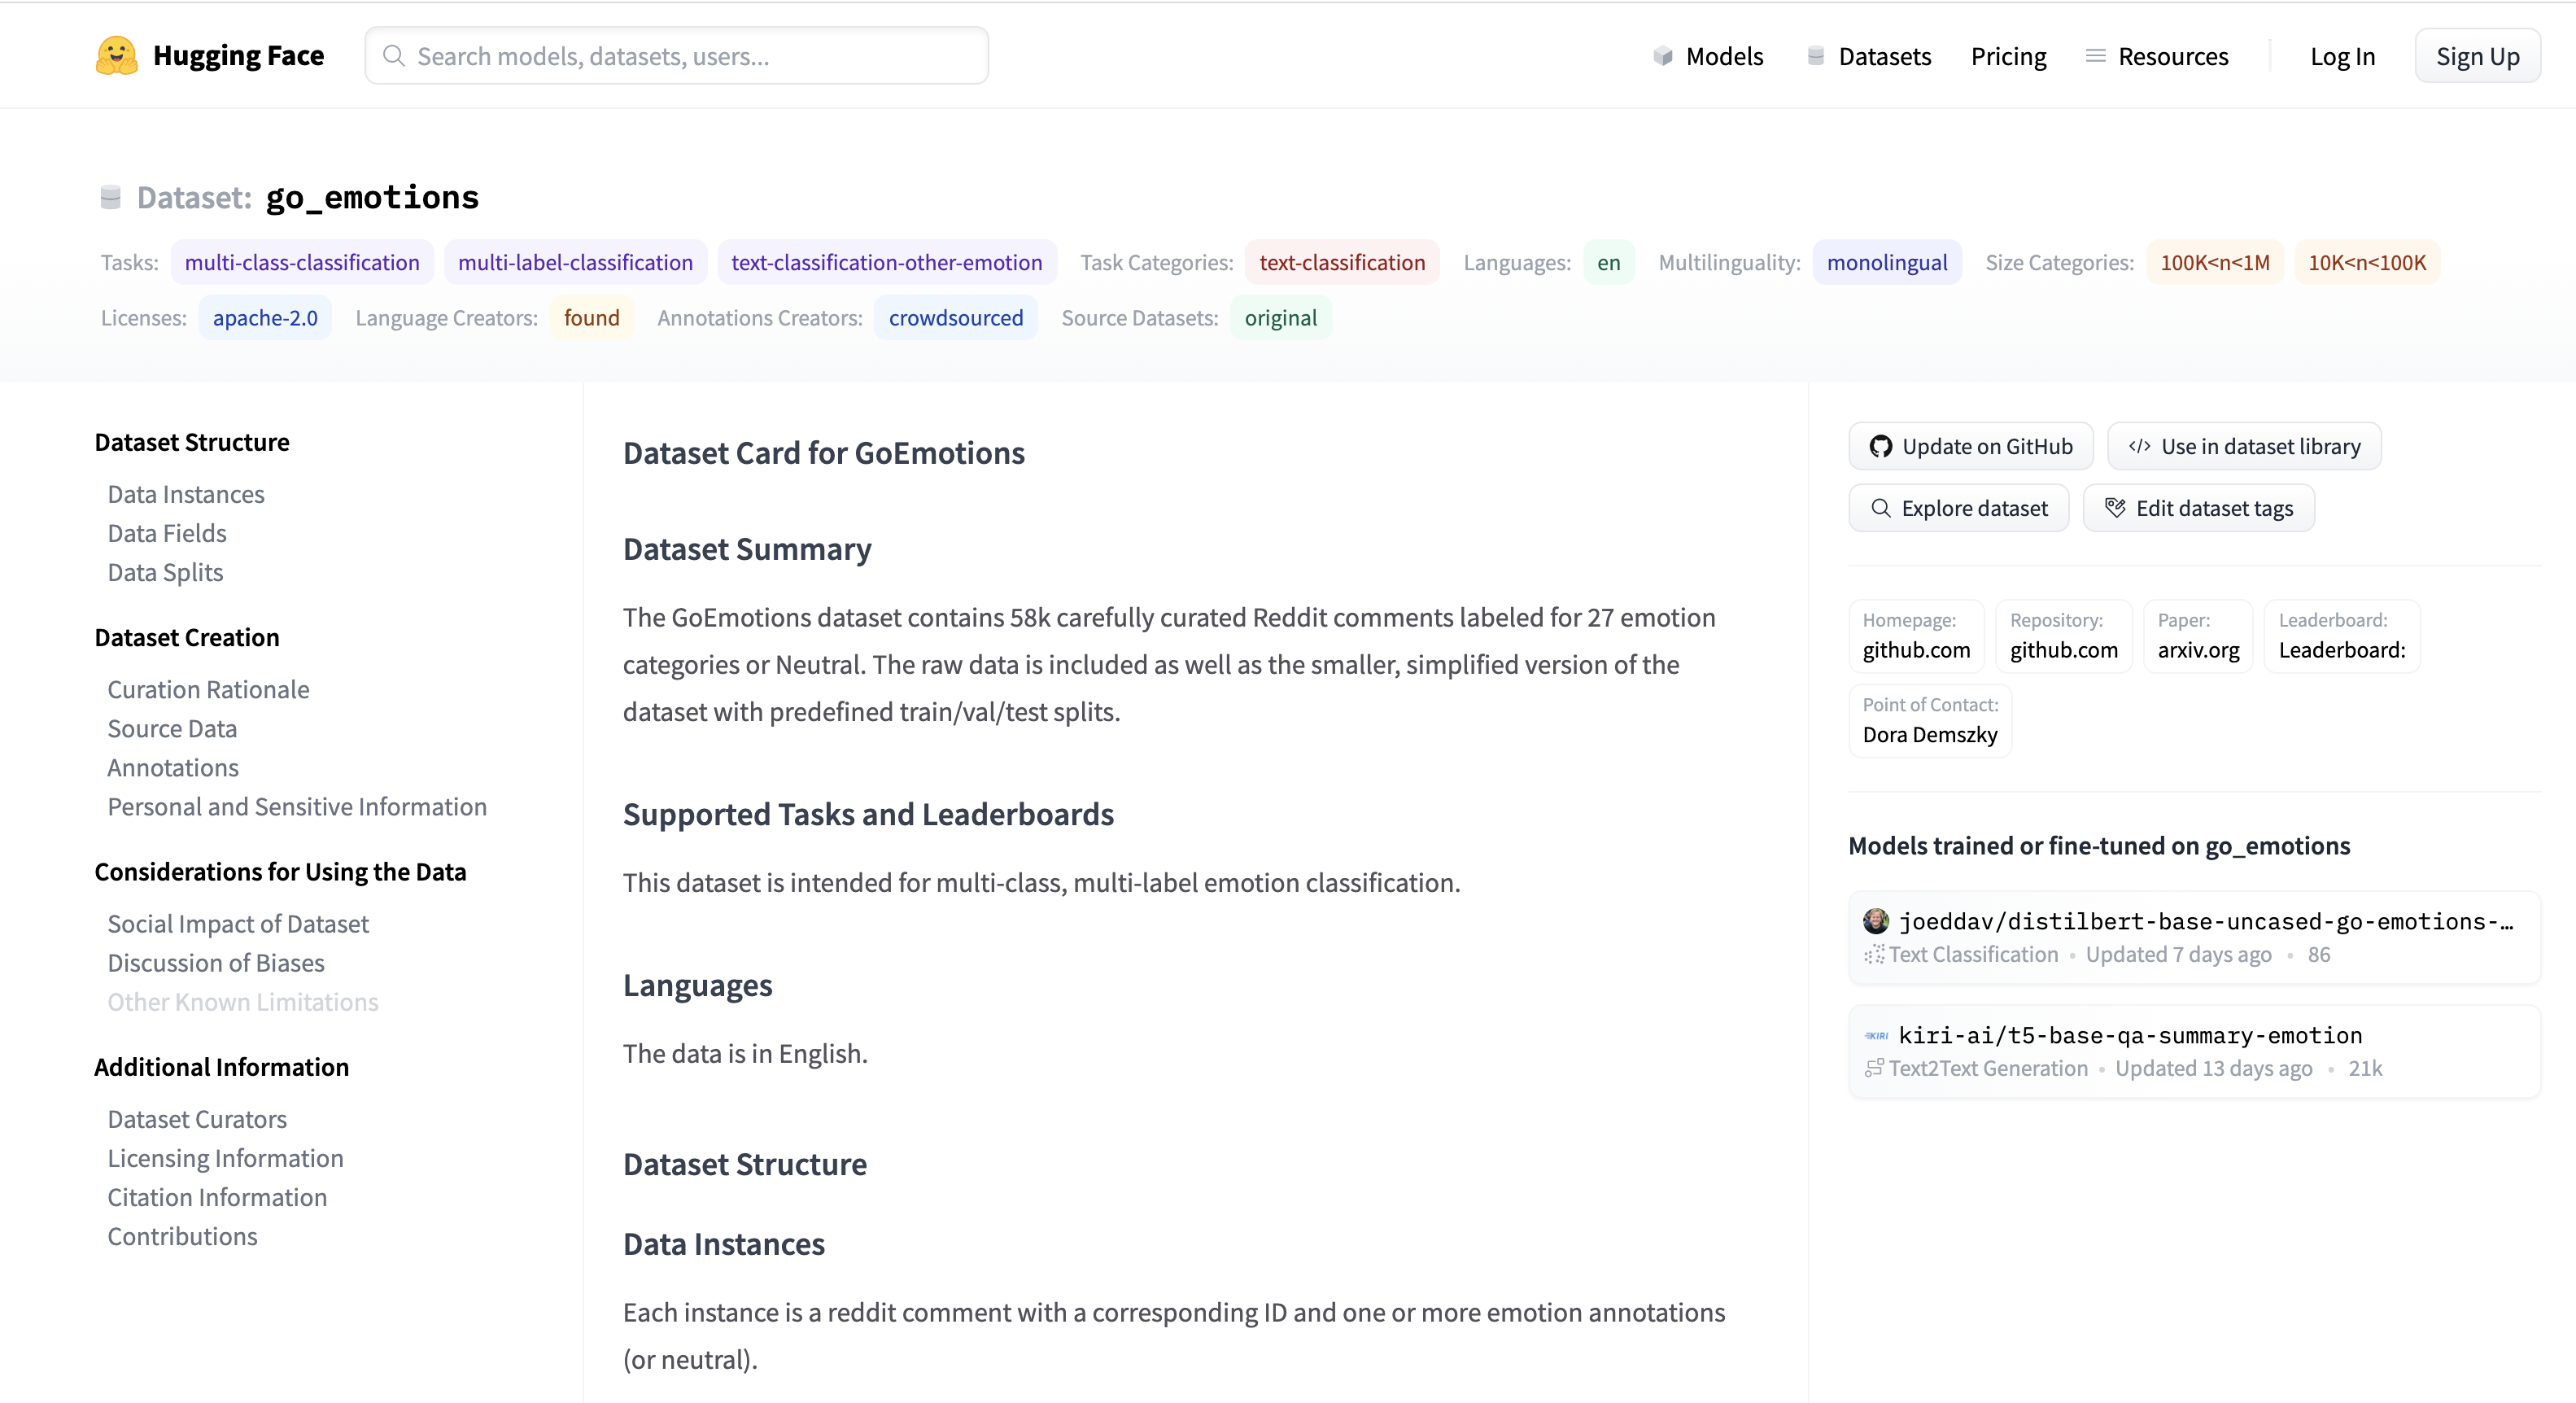 Hugging Face
Search models, datasets, users...
Models
Datasets
Pricing
Resources
Log In
Sign Up
Dataset: go_emotions
Tasks: multi-class-classification multi-label-classification text-classification-other-emotion Task Categories: text-classification Languages: en Multilinguality: monolingual Size Categories: 100K<n<1M 10K<n<100K
Licenses: apache-2.0 Language Creators: found Annotations Creators: crowdsourced Source Datasets: original
Dataset Structure
Data Instances
Data Fields
Data Splits
Dataset Creation
Curation Rationale
Source Data
Annotations
Personal and Sensitive Information
Considerations for Using the Data
Social Impact of Dataset
Discussion of Biases
Other Known Limitations
Additional Information
Dataset Curators
Licensing Information
Citation Information
Contributions
Dataset Card for GoEmotions
Dataset Summary
The GoEmotions dataset contains 58k carefully curated Reddit comments labeled for 27 emotion
categories or Neutral. The raw data is included as well as the smaller, simplified version of the
dataset with predefined train/val/test splits.
Supported Tasks and Leaderboards
This dataset is intended for multi-class, multi-label emotion classification.
Languages
The data is in English.
Dataset Structure
Data Instances
Each instance is a reddit comment with a corresponding ID and one or more emotion annotations
(or neutral).
Update on GitHub
</> Use in dataset library
Explore dataset
Edit dataset tags
Homepage:
github.com
Repository:
github.com
Paper:
arxiv.org
Leaderboard:
Leaderboard:
Point of Contact:
Dora Demszky
Models trained or fine-tuned on go_emotions
joeddav/distilbert-base-uncased-go-emotions-…
Text Classification • Updated 7 days ago • 86
KIRI kiri-ai/t5-base-qa-summary-emotion
Text2Text Generation • Updated 13 days ago • 21k